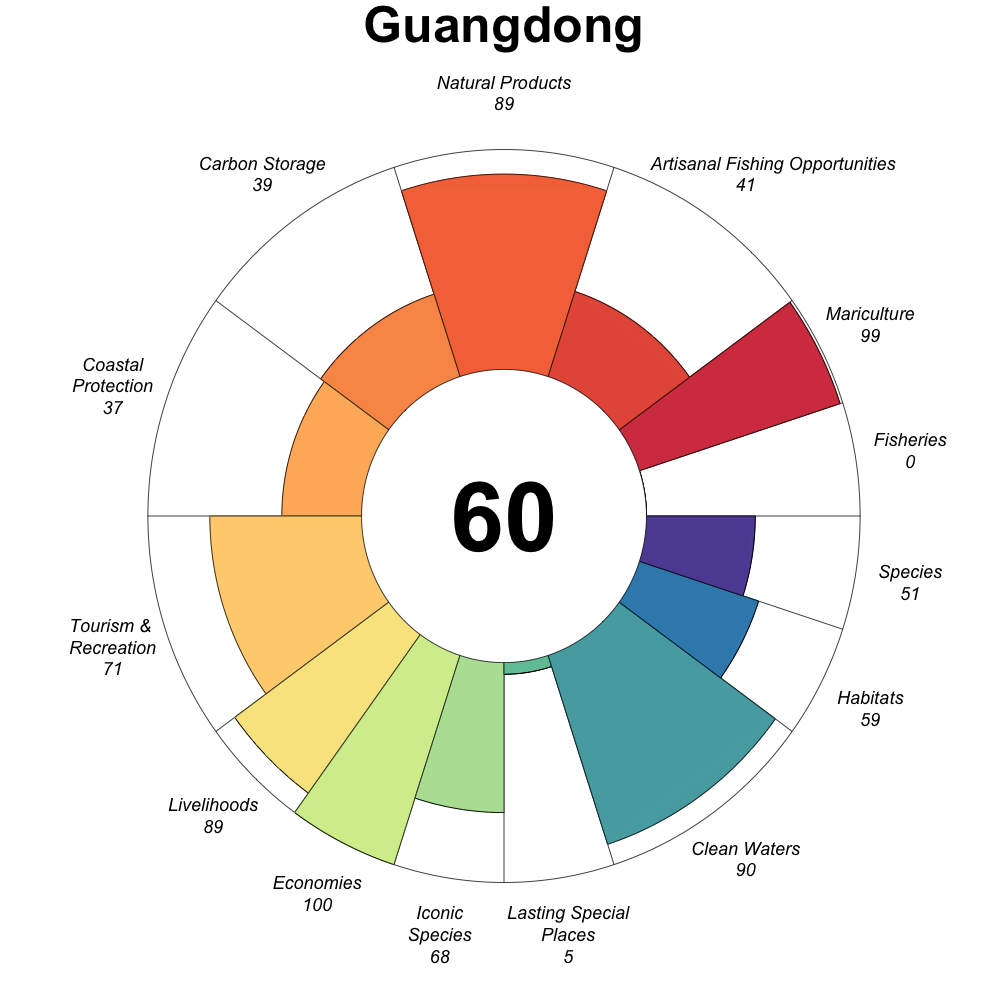 Guangdong
Natural Products
89
Carbon Storage
39
Artisanal Fishing Opportunities
41
Mariculture
99
Coastal
Protection
37
Fisheries
0
60
Species
51
Tourism &
Recreation
71
Habitats
59
Livelihoods
89
Clean Waters
90
Economies
100
Iconic
Species
68
Lasting Special
Places
5